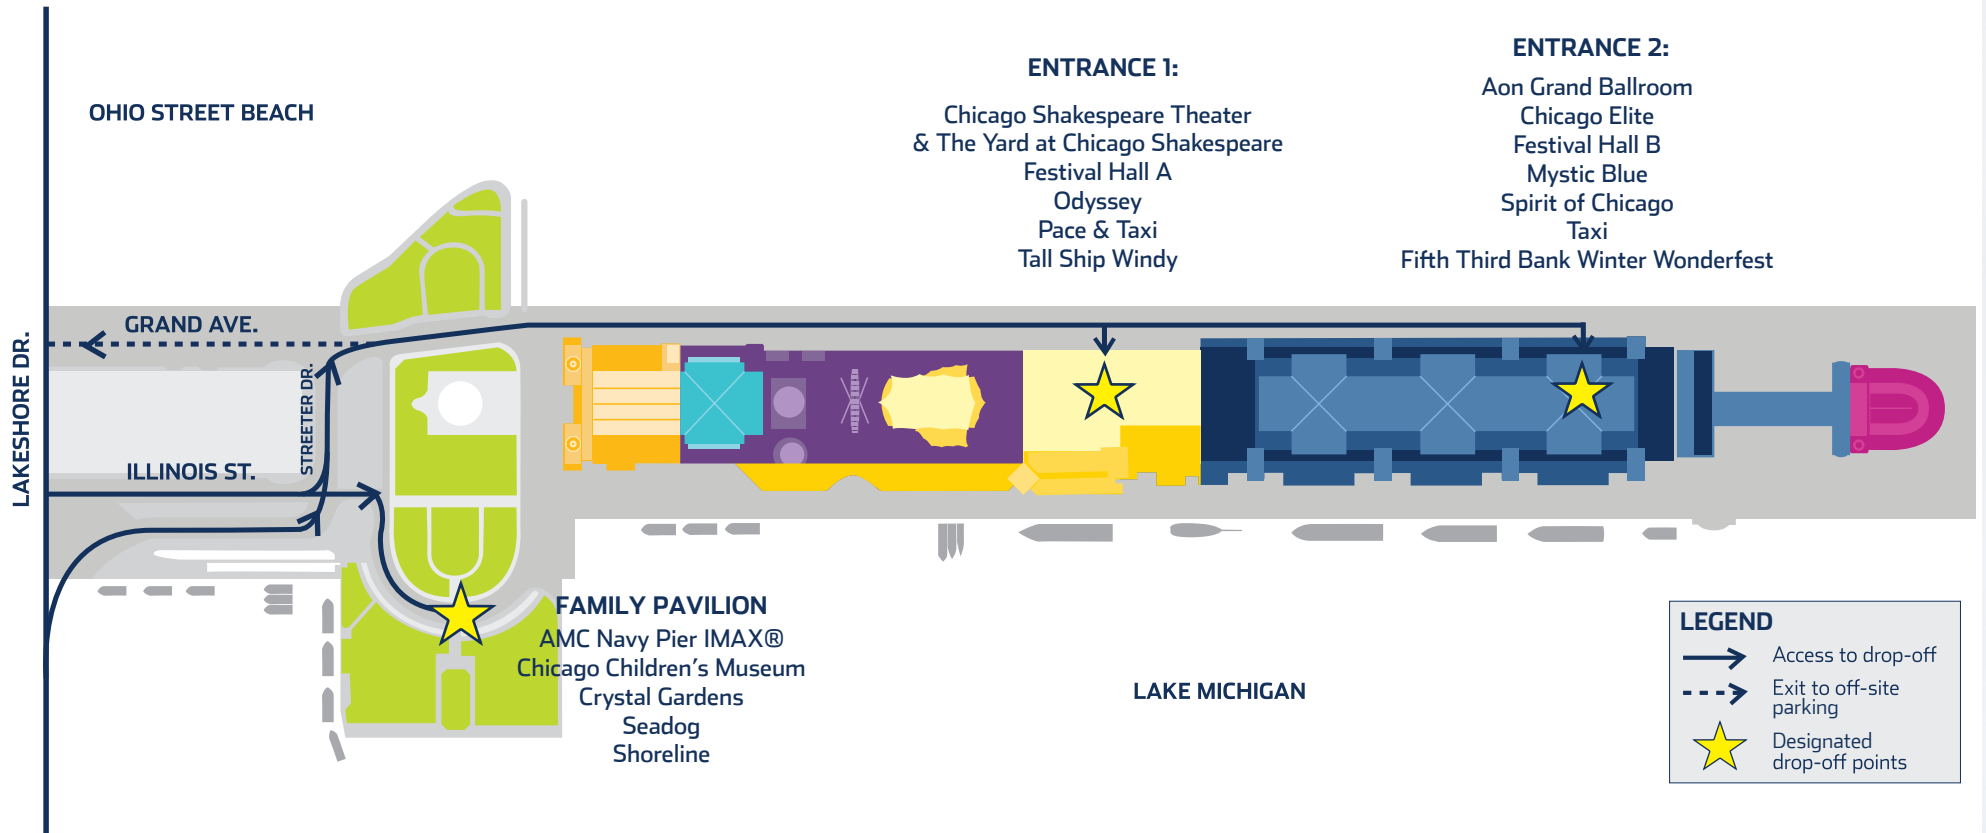 ENTRANCE 1:
Chicago Shakespeare Theater
& The Yard at Chicago Shakespeare
Festival Hall A
Odyssey
Pace & Taxi
Tall Ship Windy
ENTRANCE 2:
Aon Grand Ballroom
Chicago Elite
Festival Hall B
Mystic Blue
Spirit of Chicago
Taxi
Fifth Third Bank Winter Wonderfest
OHIO STREET BEACH
GRAND AVE.
LAKESHORE DR.
STREETER DR.
ILLINOIS ST.
FAMILY PAVILION
AMC Navy Pier IMAX®
Chicago Children’s Museum
Crystal Gardens
Seadog
Shoreline
LAKE MICHIGAN
LEGEND
Access to drop-off
Exit to off-site
parking
Designated
drop-off points